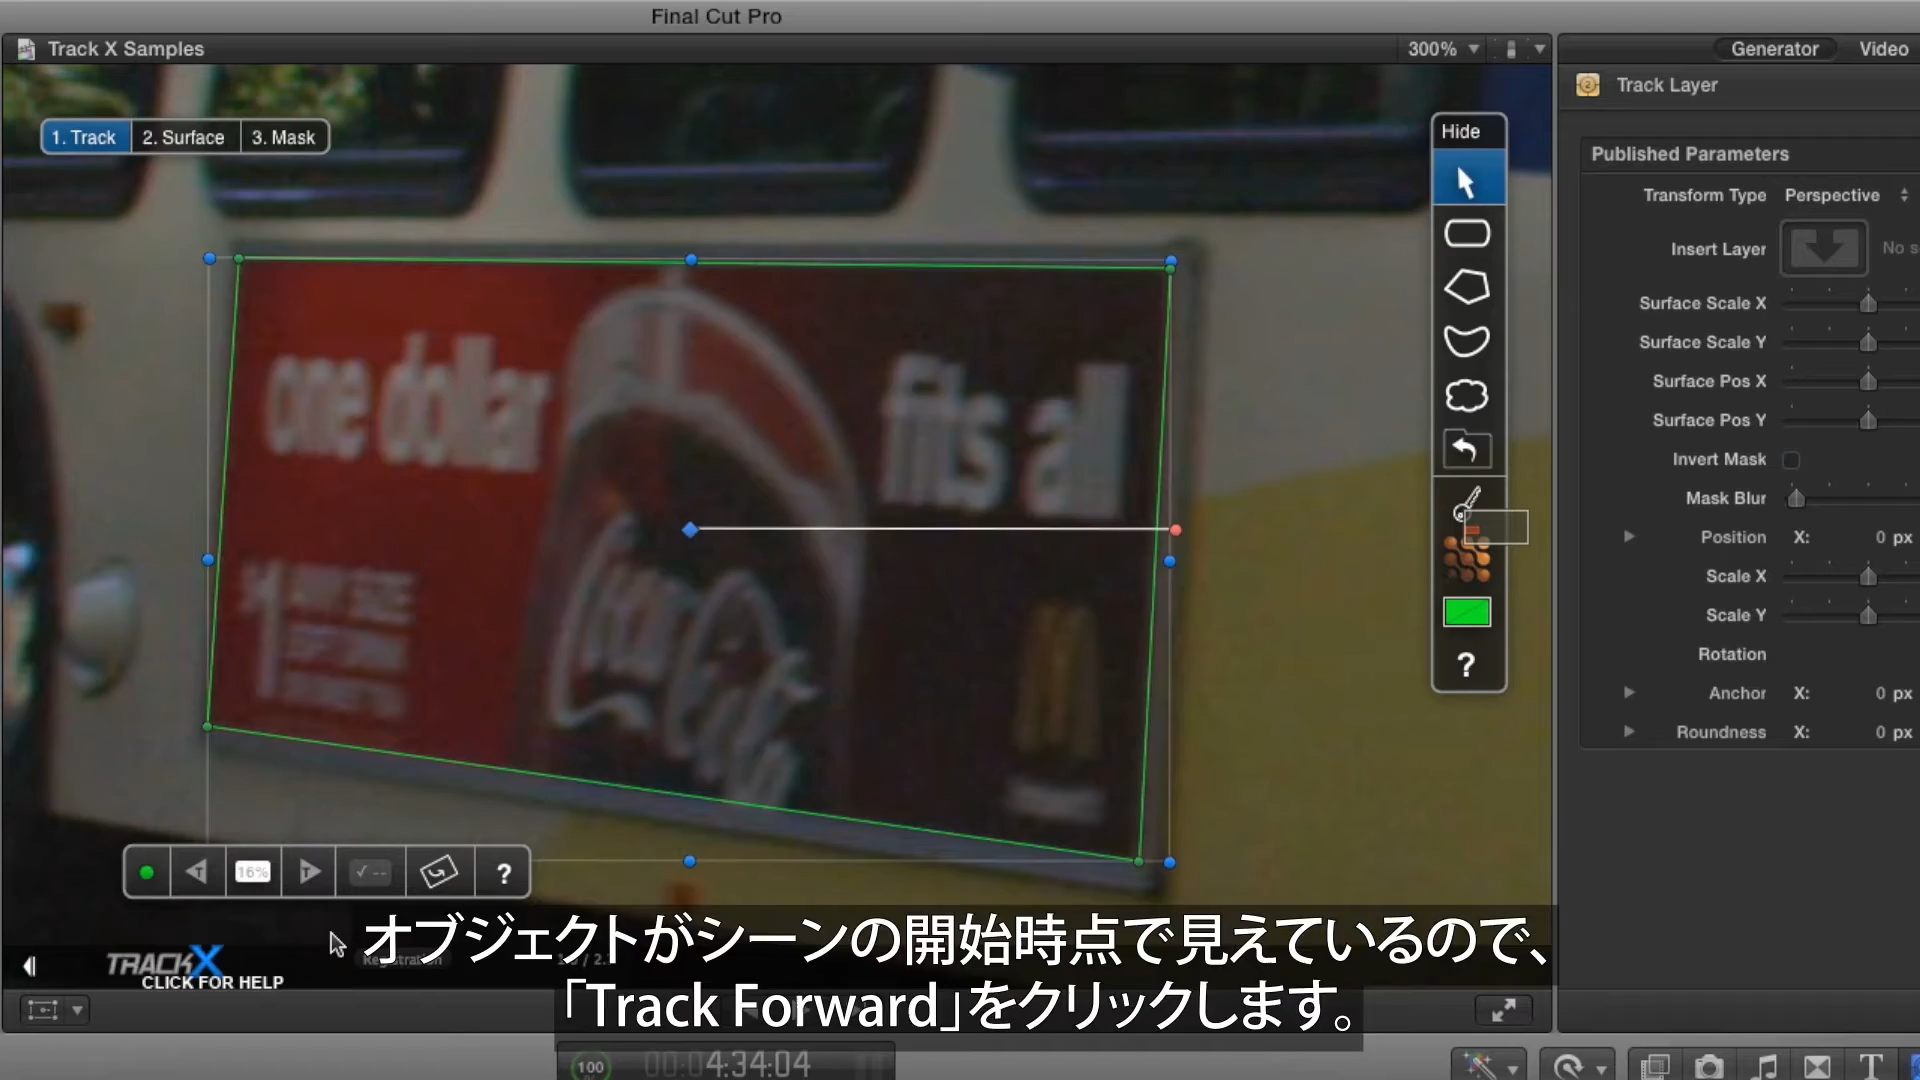 Final Cut Pro
Track X Samples
300%
Generator
Video
Track Layer
1. Track
2. Surface
3. Mask
Hide
Published Parameters
Transform Type Perspective
Insert Layer No s
Surface Scale X
Surface Scale Y
Surface Pos X
Surface Pos Y
Invert Mask
Mask Blur
Position X: 0 px
Scale X
Scale Y
Rotation
Anchor X: 0 px
Roundness X: 0 px
one dollar
fits all
$1 ANY SIZE
?
16%
✓ --
?
オブジェクトがシーンの開始時点で見えているので、
Registration
TRACKX
CLICK FOR HELP
「Track Forward」をクリックします。
100
00:04:34:04
T